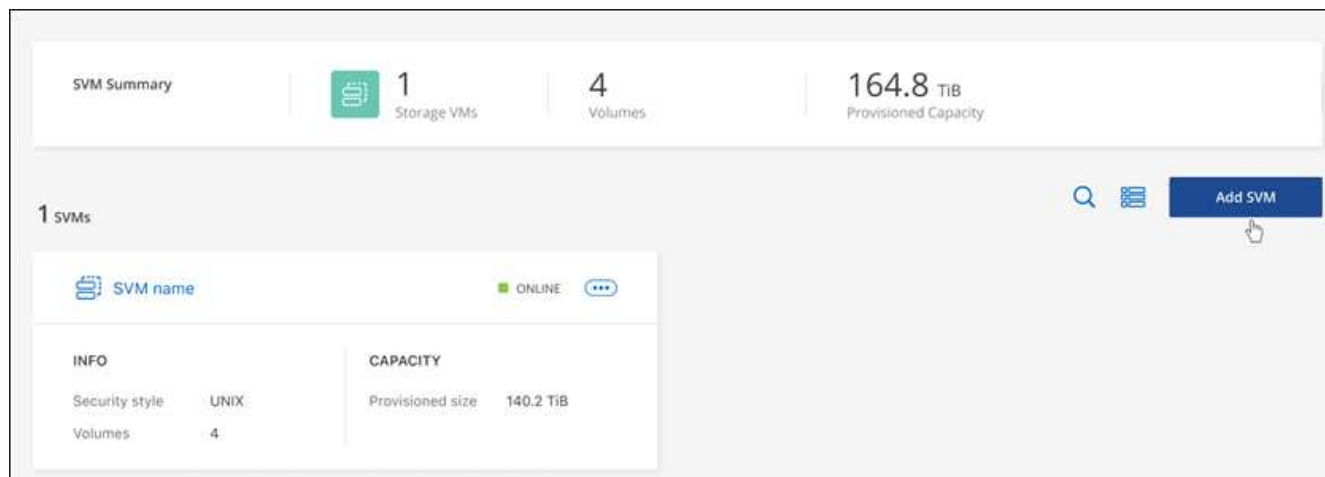 SVM Summary
1
Storage VMs
4
Volumes
164.8 TiB
Provisioned Capacity
1 SVMs
Add SVM
SVM name
ONLINE
INFO
Security style UNIX
Volumes 4
CAPACITY
Provisioned size 140.2 TiB